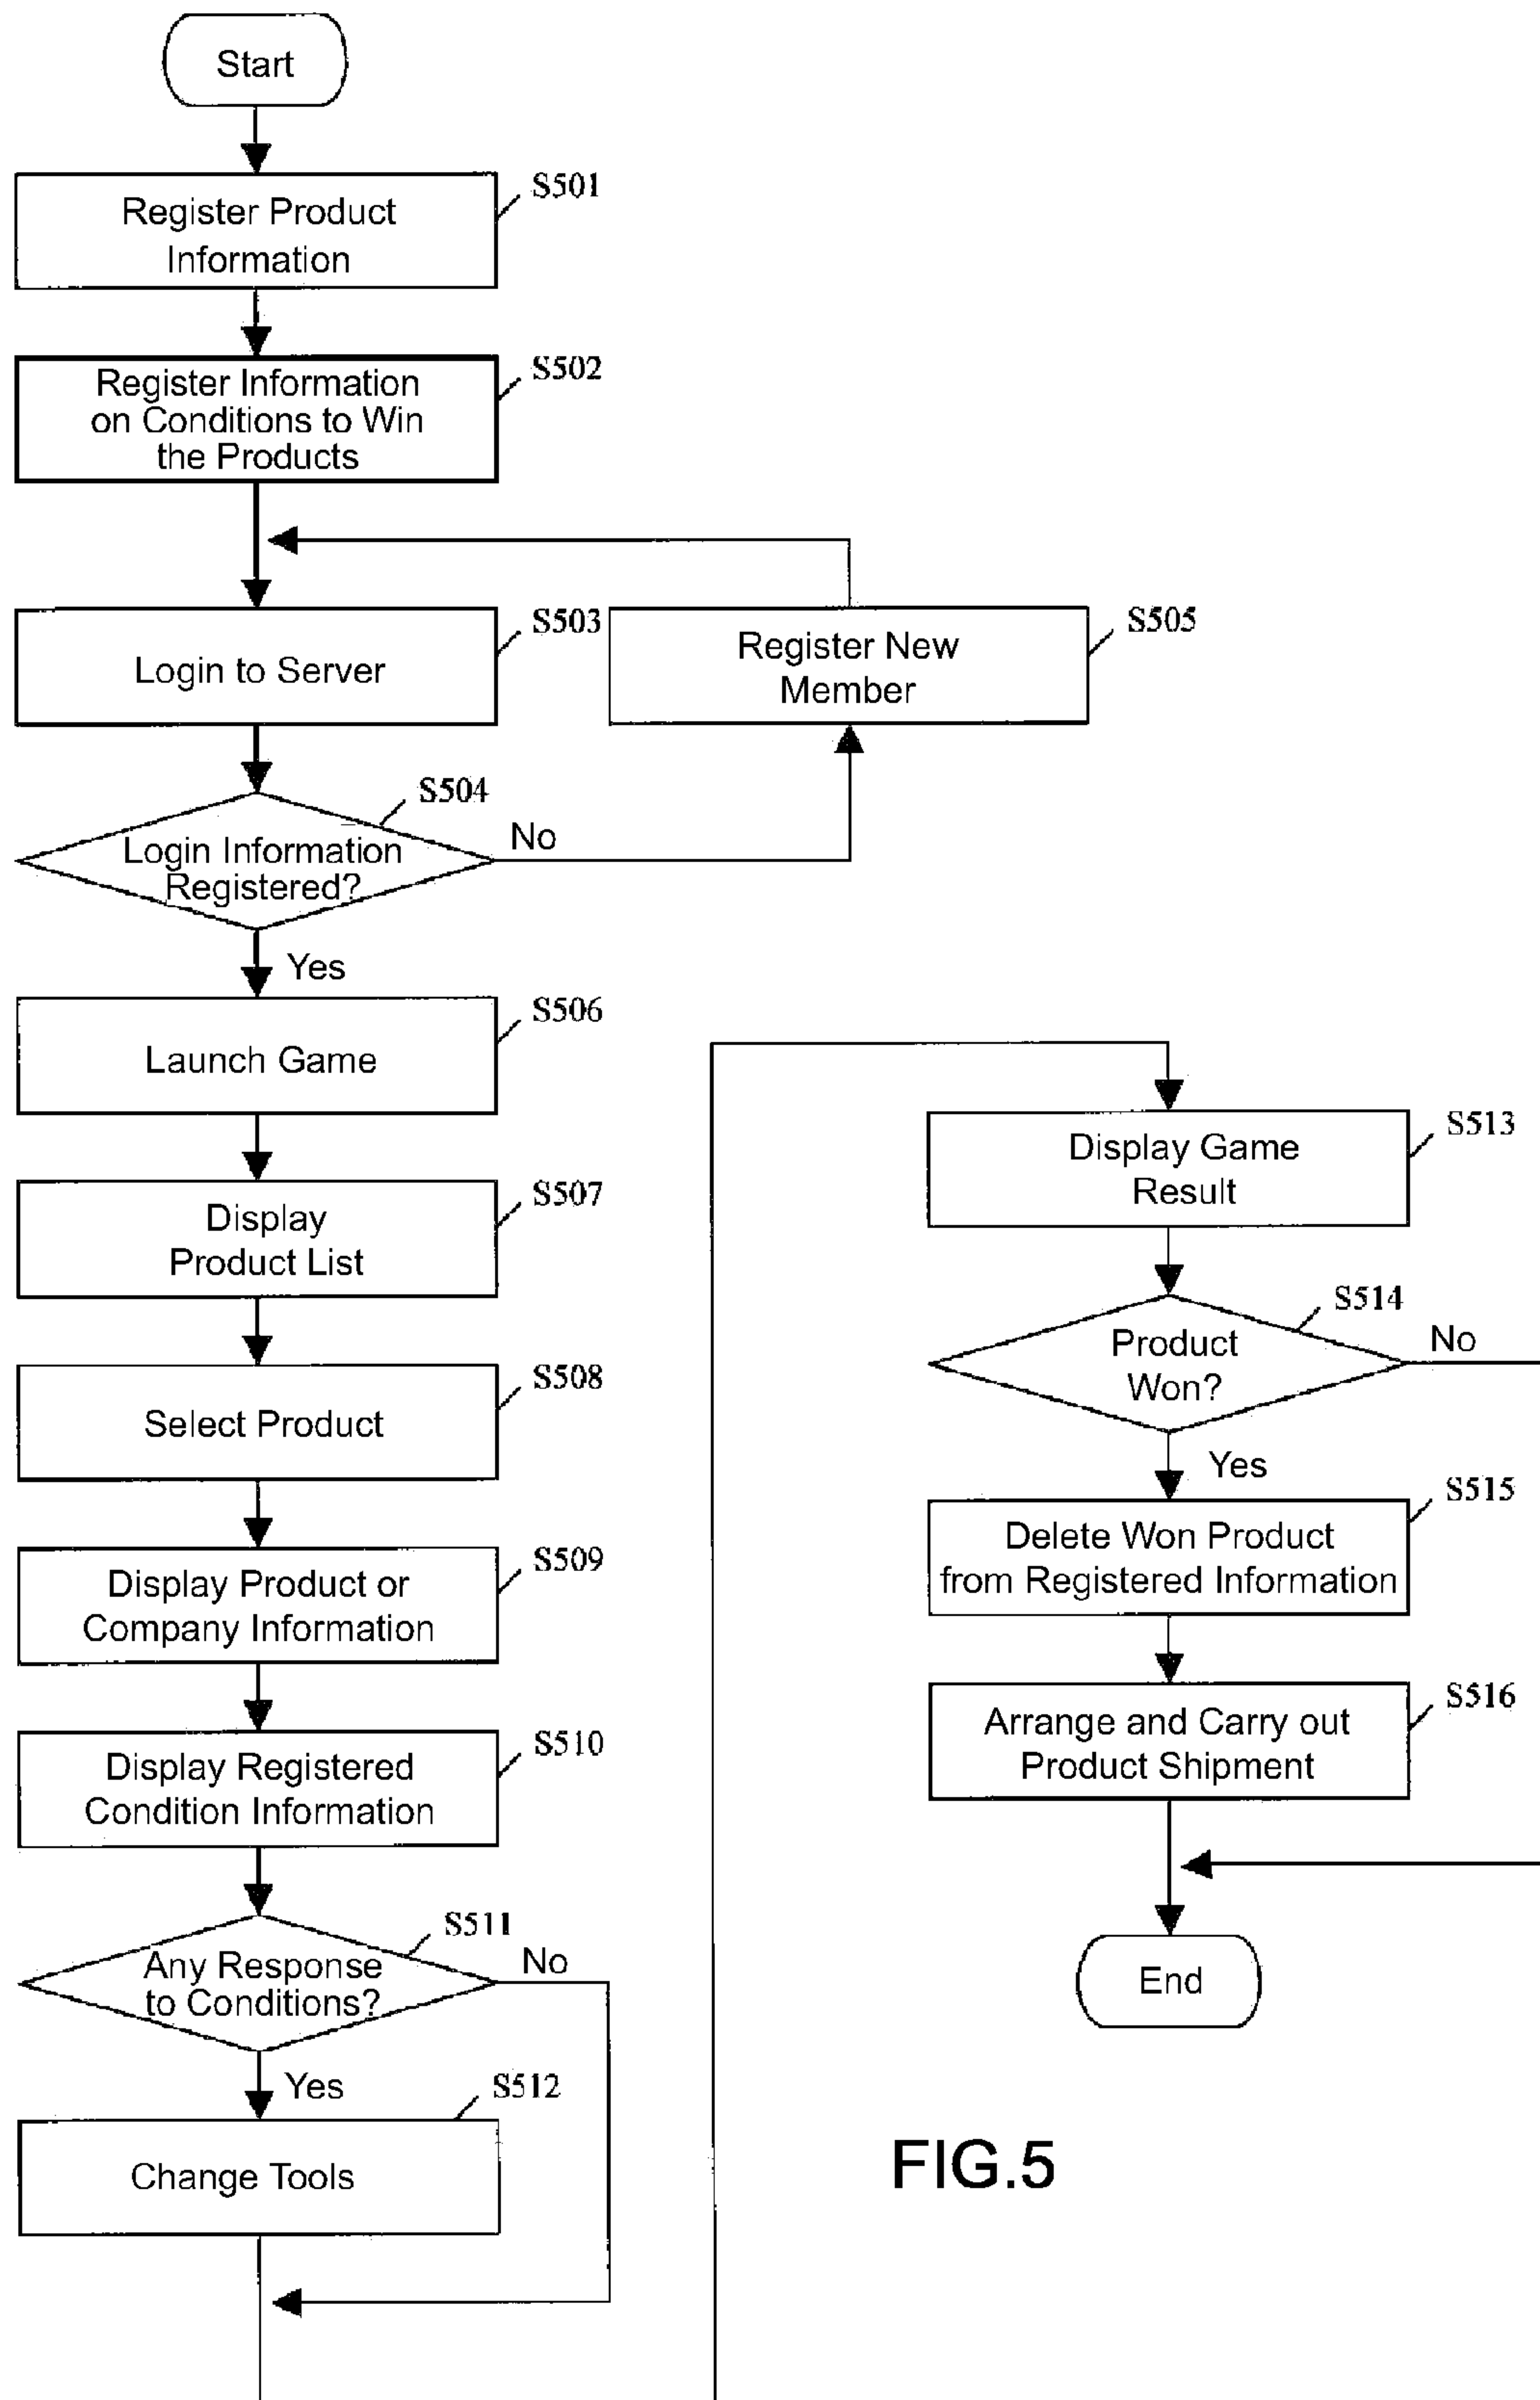 Start
Register Product
Information
S501
Register Information
on Conditions to Win
the Products
S502
Login to Server
S503
Register New
Member
S505
S504
Login Information
Registered?
No
Yes
Launch Game
S506
Display
Product List
S507
Select Product
S508
Display Product or
Company Information
S509
Display Registered
Condition Information
S510
S511
Any Response
to Conditions?
No
Yes
S512
Change Tools
Display Game
Result
S513
S514
Product
Won?
No
Yes
Delete Won Product
from Registered Information
S515
Arrange and Carry out
Product Shipment
S516
End
FIG.5